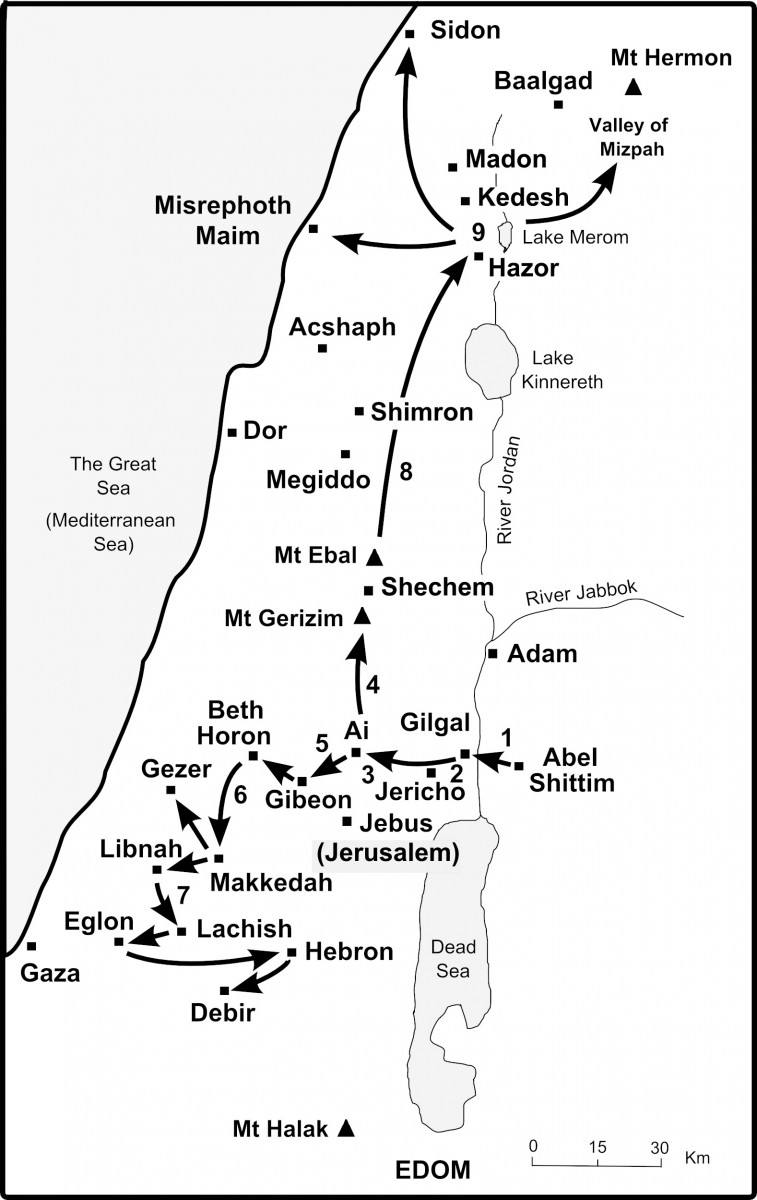 Sidon
Mt Hermon
Baalgad
Valley of
Mizpah
Madon
Kedesh
Misrephoth
Maim
9
Lake Merom
Hazor
Acshaph
Lake
Kinnereth
Shimron
Dor
The Great
Sea
(Mediterranean
Sea)
Megiddo
8
River Jordan
Mt Ebal
Shechem
River Jabbok
Mt Gerizim
Adam
4
Beth
Horon
Ai
Gilgal
1
5
3
2
Abel
Shittim
Gezer
6
Gibeon
Jericho
Jebus
(Jerusalem)
Libnah
Makkedah
7
Eglon
Lachish
Hebron
Dead
Sea
Gaza
Debir
Mt Halak
EDOM
0 15 30
Km